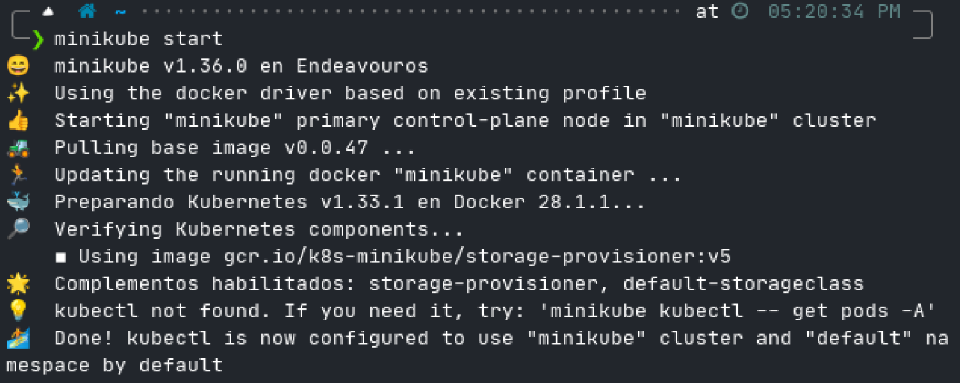 ~ at 05:20:34 PM
❯ minikube start
😄 minikube v1.36.0 en Endeavouros
✨ Using the docker driver based on existing profile
👍 Starting "minikube" primary control-plane node in "minikube" cluster
🚜 Pulling base image v0.0.47 ...
🏃 Updating the running docker "minikube" container ...
🐳 Preparando Kubernetes v1.33.1 en Docker 28.1.1...
🔎 Verifying Kubernetes components...
▪ Using image gcr.io/k8s-minikube/storage-provisioner:v5
🌟 Complementos habilitados: storage-provisioner, default-storageclass
💡 kubectl not found. If you need it, try: 'minikube kubectl -- get pods -A'
🏄 Done! kubectl is now configured to use "minikube" cluster and "default" na
mespace by default